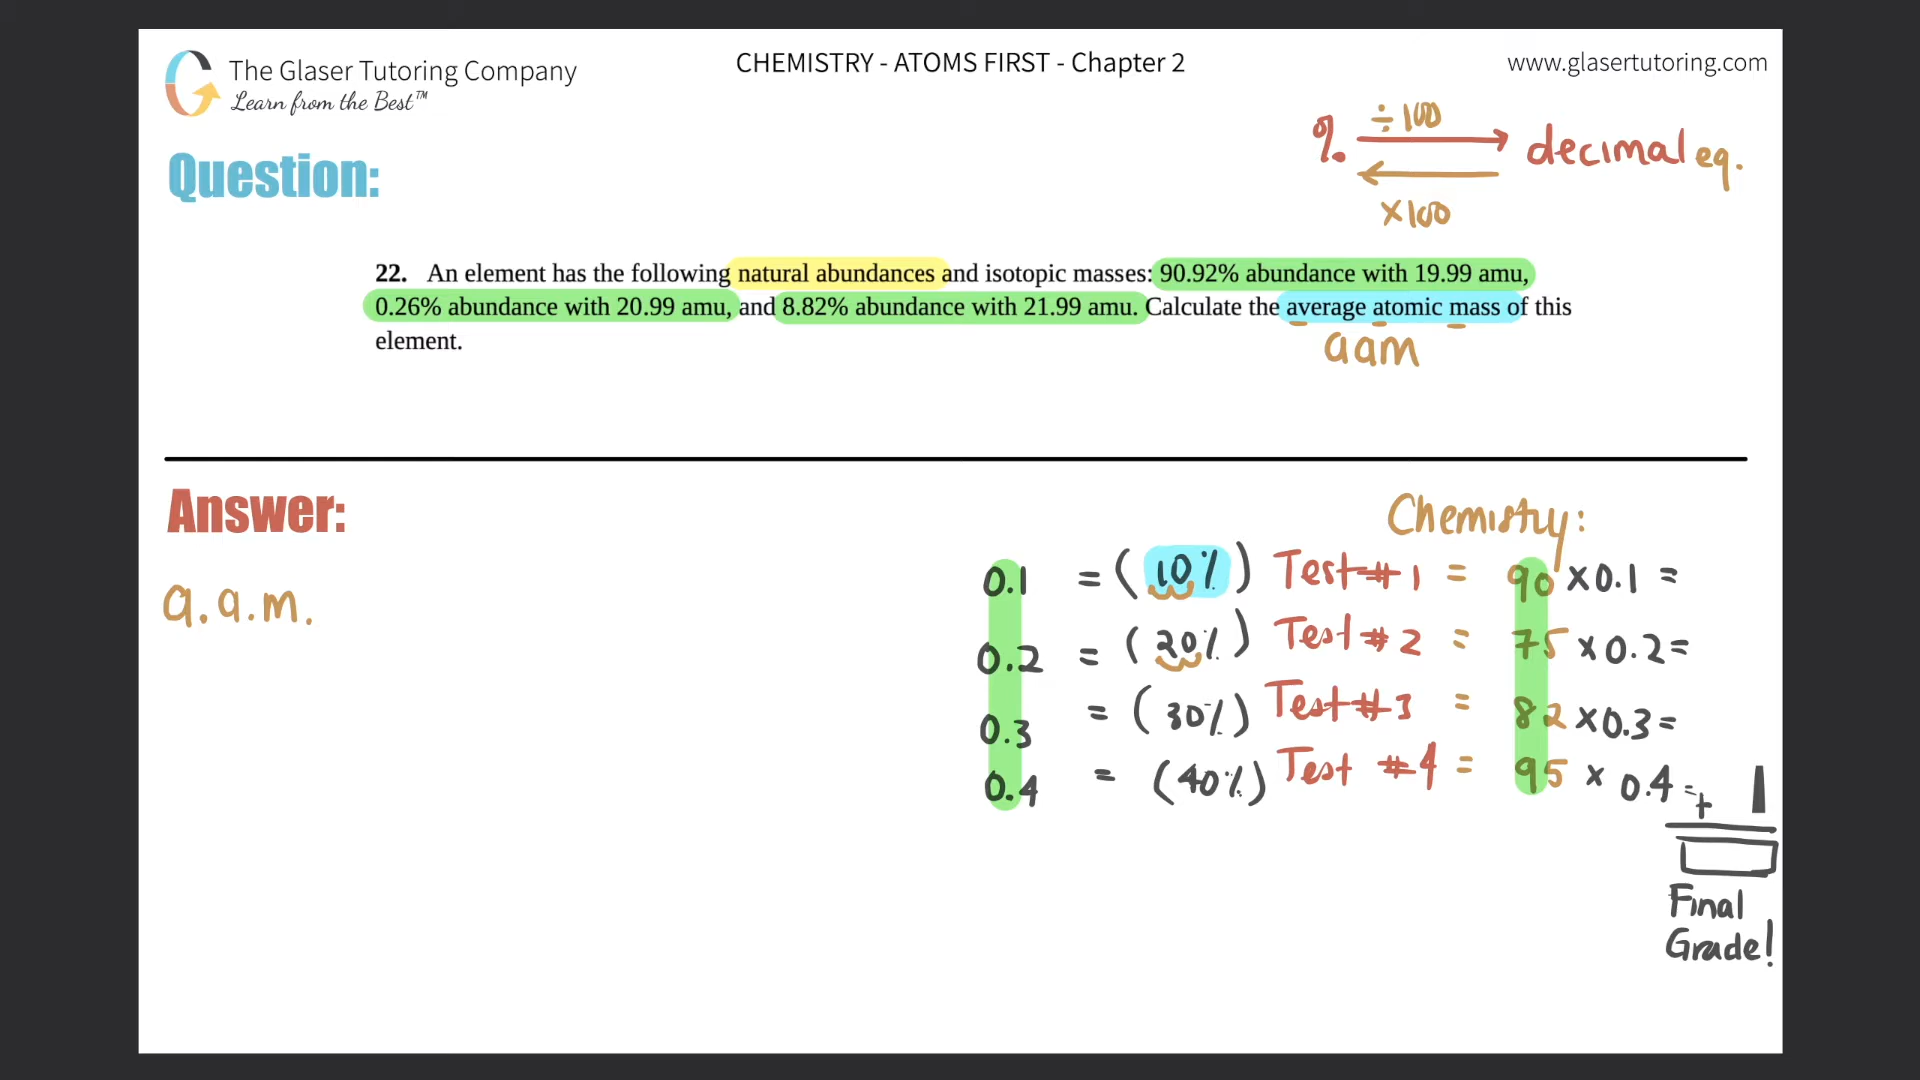 The Glaser Tutoring Company
Learn from the Best™
CHEMISTRY - ATOMS FIRST - Chapter 2
www.glasertutoring.com
÷100
% decimal eq.
×100
Question:
22. An element has the following natural abundances and isotopic masses: 90.92% abundance with 19.99 amu,
0.26% abundance with 20.99 amu, and 8.82% abundance with 21.99 amu. Calculate the average atomic mass of this
element.
aam
Answer:
a.a.m.
Chemistry:
0.1 = (10%) Test #1 = 90 ×0.1 =
0.2 = (20%) Test #2 = 75 ×0.2=
0.3 = (30%) Test #3 = 82 ×0.3=
0.4 = (40%) Test #4 = 95 × 0.4 =
+
Final
Grade!